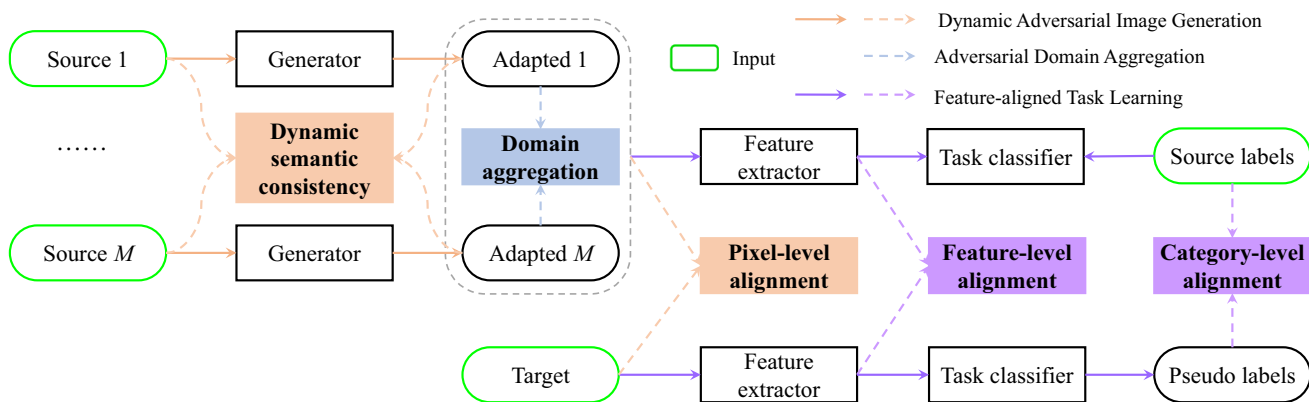 Source 1
Generator
Adapted 1
Dynamic Adversarial Image Generation
Input
Adversarial Domain Aggregation
Feature-aligned Task Learning
……
Dynamic
semantic
consistency
Domain
aggregation
Feature
extractor
Task classifier
Source labels
Source M
Generator
Adapted M
Pixel-level
alignment
Feature-level
alignment
Category-level
alignment
Target
Feature
extractor
Task classifier
Pseudo labels